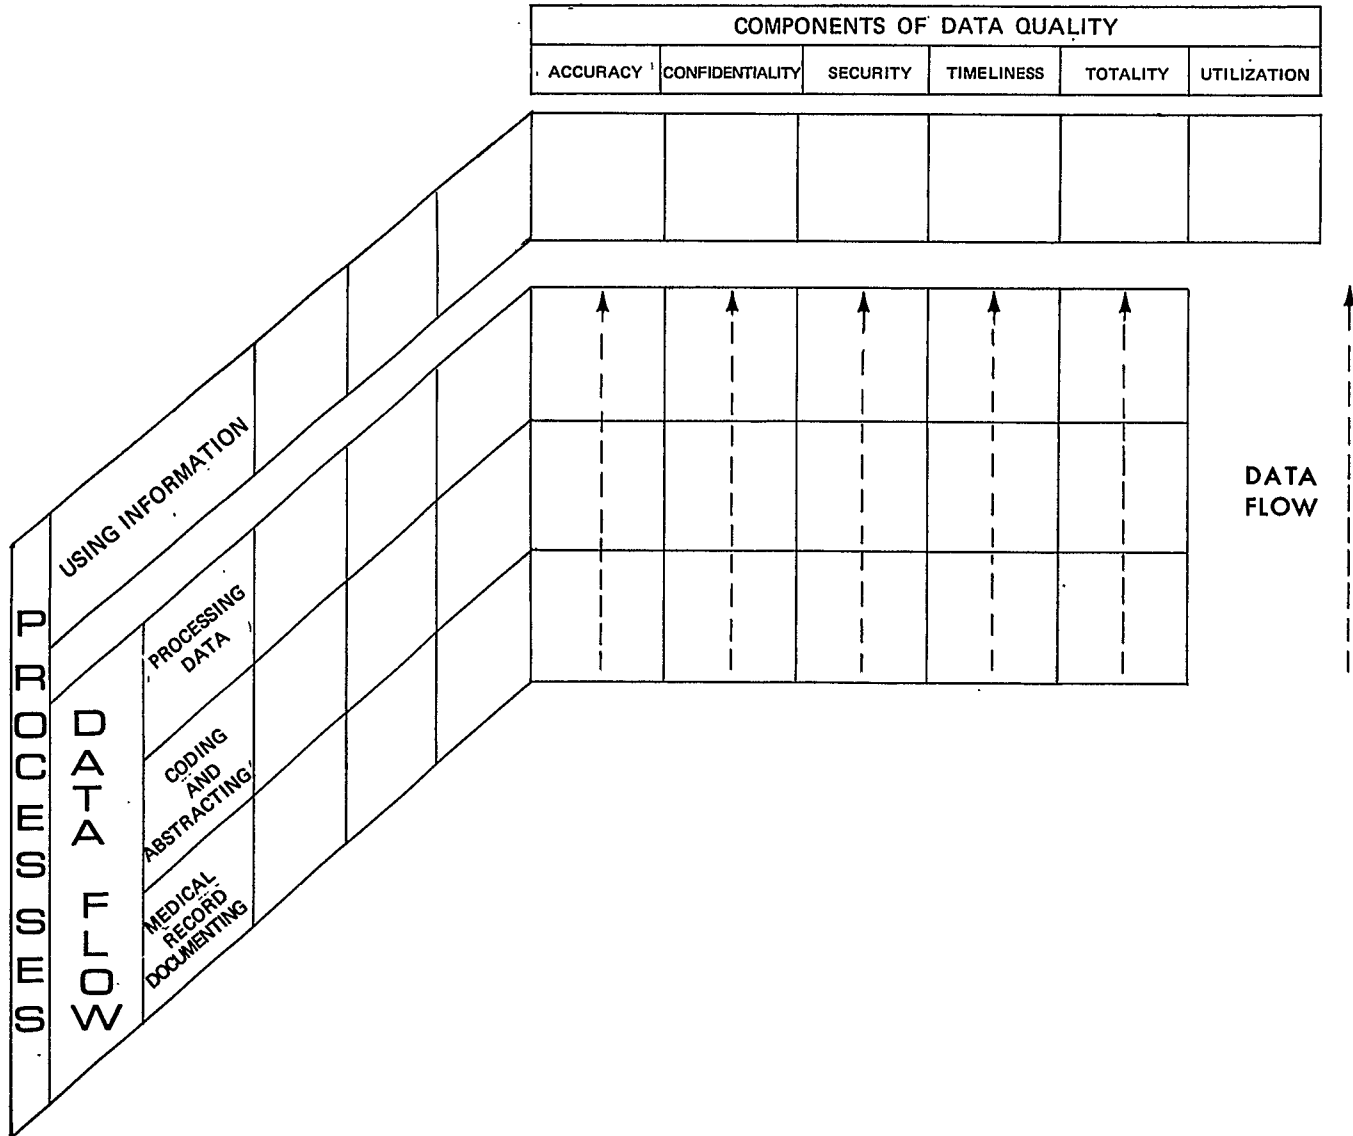 COMPONENTS OF DATA QUALITY
ACCURACY CONFIDENTIALITY SECURITY TIMELINESS TOTALITY UTILIZATION
USING INFORMATION
PROCESSES
DATA FLOW
PROCESSING
DATA
CODING
AND
ABSTRACTING
MEDICAL
RECORD
DOCUMENTING
DATA
FLOW